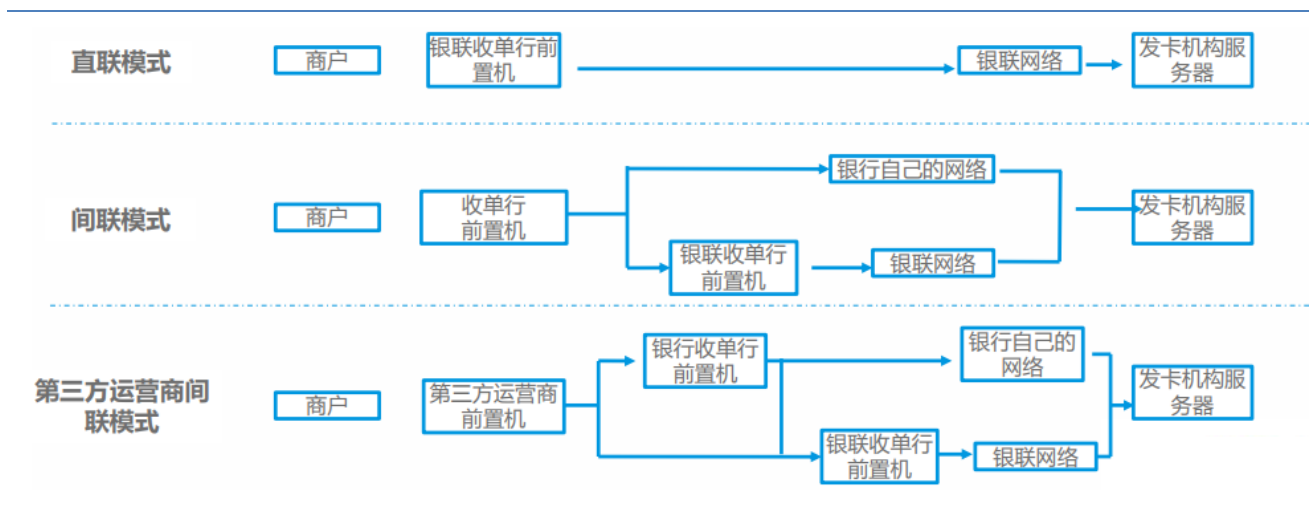 直联模式
商户
银联收单行前
置机
银联网络
发卡机构服
务器
间联模式
商户
收单行
前置机
银行自己的网络
银联收单行
前置机
银联网络
发卡机构服
务器
第三方运营商间
联模式
商户
第三方运营商
前置机
银行收单行
前置机
银行自己的
网络
银联收单行
前置机
银联网络
发卡机构服
务器